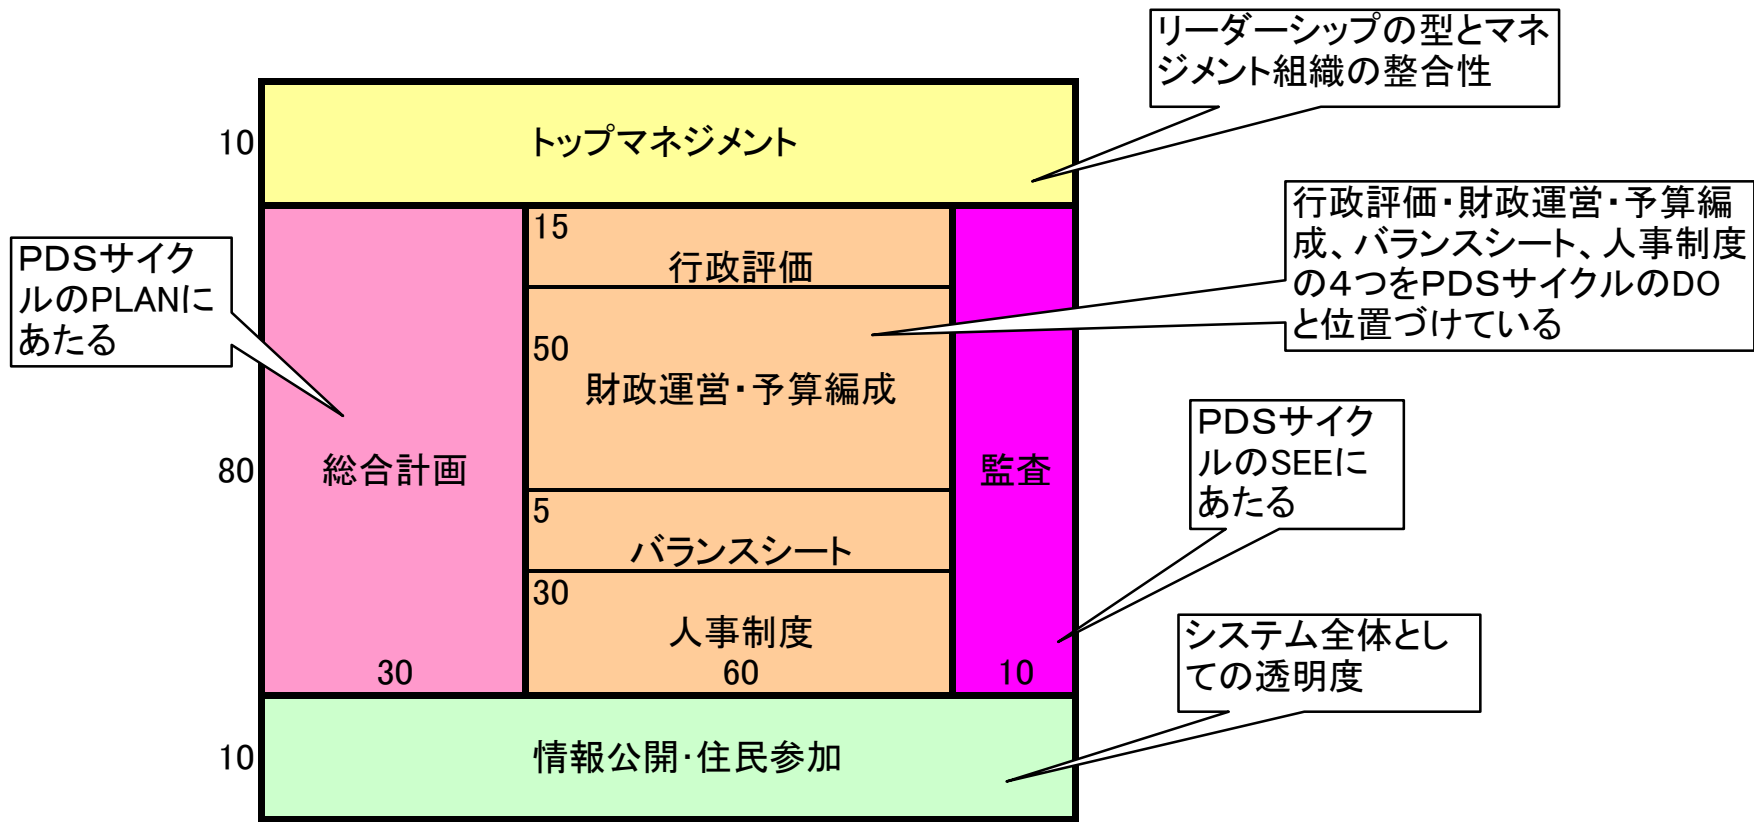 リーダーシップの型とマネ
ジメント組織の整合性
10
トップマネジメント
行政評価・財政運営・予算編
成、バランスシート、人事制度
の４つをＰＤＳサイクルのDO
と位置づけている
ＰＤＳサイク
ルのPLANに
あたる
15
行政評価
50
財政運営・予算編成
80
総合計画
監査
ＰＤＳサイク
ルのSEEに
あたる
5
バランスシート
30
人事制度
30
60
10
システム全体とし
ての透明度
10
情報公開・住民参加